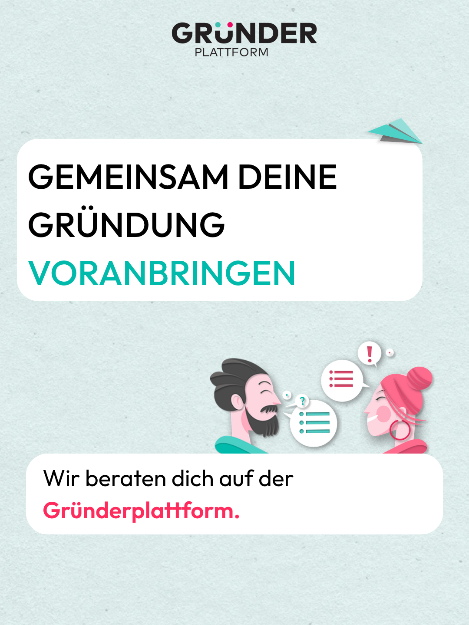 GRÜNDER
PLATTFORM
GEMEINSAM DEINE
GRÜNDUNG
VORANBRINGEN
!
?
Wir beraten dich auf der
Gründerplattform.